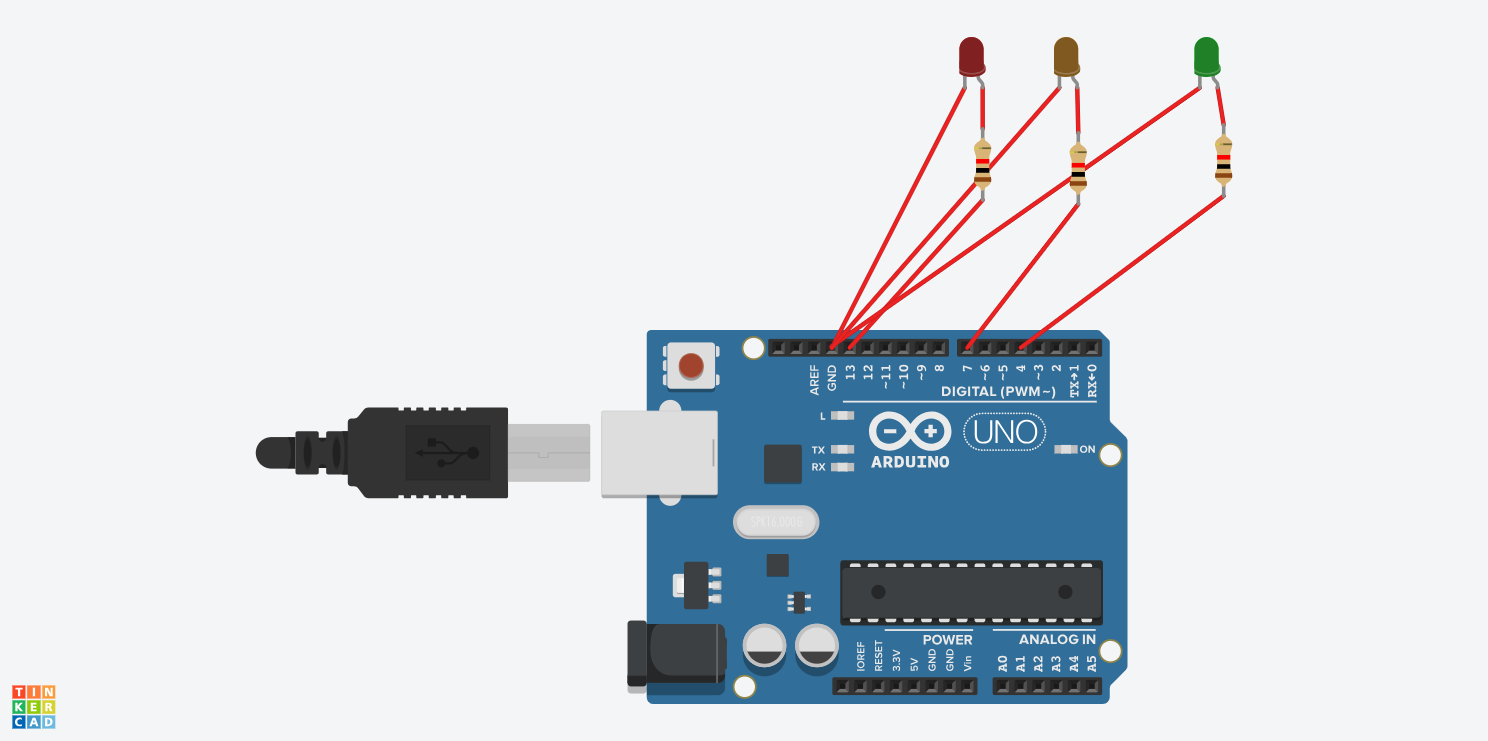 AREF
GND
13
12
~11
~10
~9
8
7
~6
~5
4
~3
2
TX→1
RX←0
DIGITAL (PWM~)
L
TX
RX
ARDUINO
UNO
ON
SPK16.000G
POWER
ANALOG IN
IOREF
RESET
3.3V
5V
GND
GND
Vin
A0
A1
A2
A3
A4
A5
TIN
KER
CAD